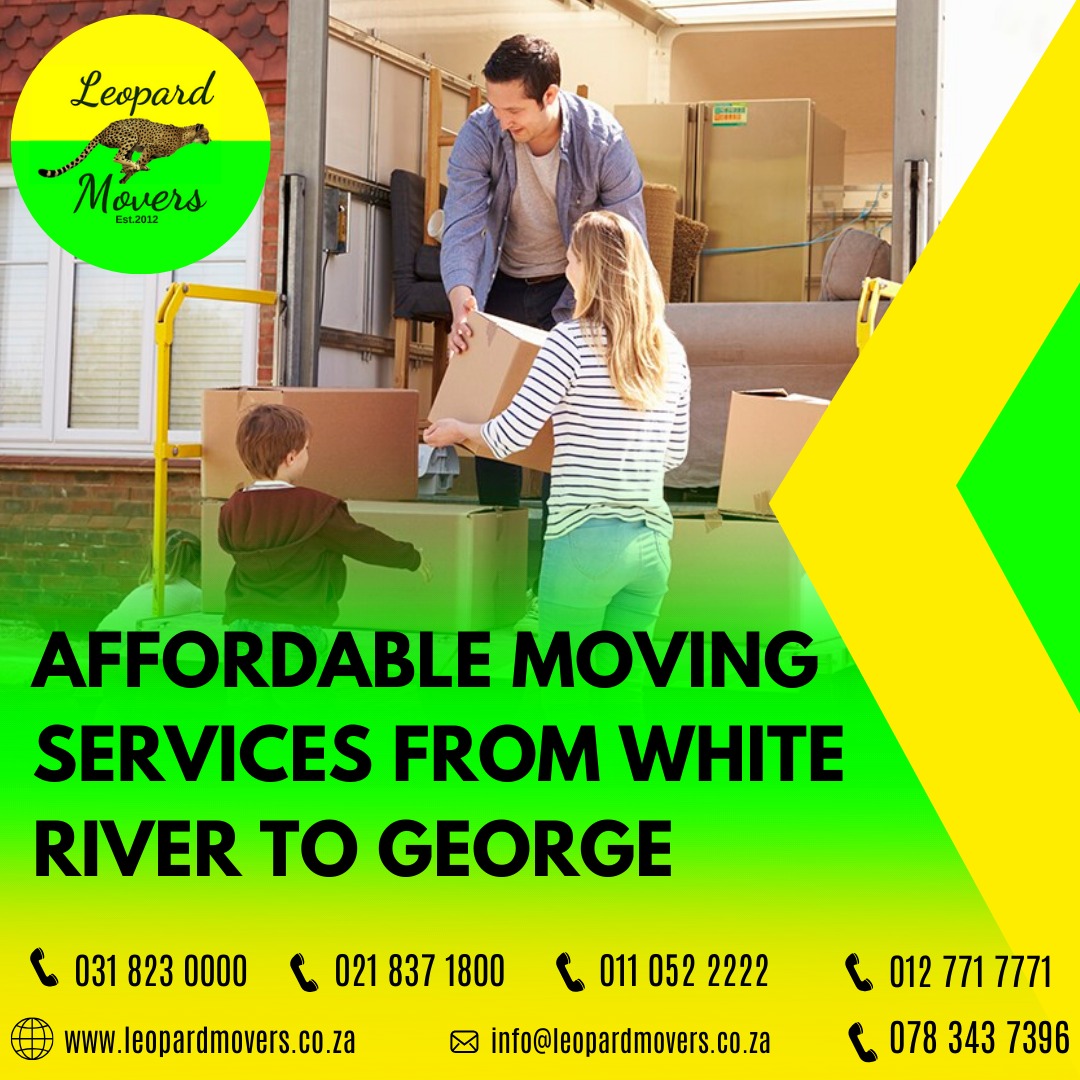 Leopard
Movers
Est.2012
AFFORDABLE MOVING
SERVICES FROM WHITE
RIVER TO GEORGE
031 823 0000 021 837 1800 011 052 2222 012 771 7771
www.leopardmovers.co.za info@leopardmovers.co.za 078 343 7396